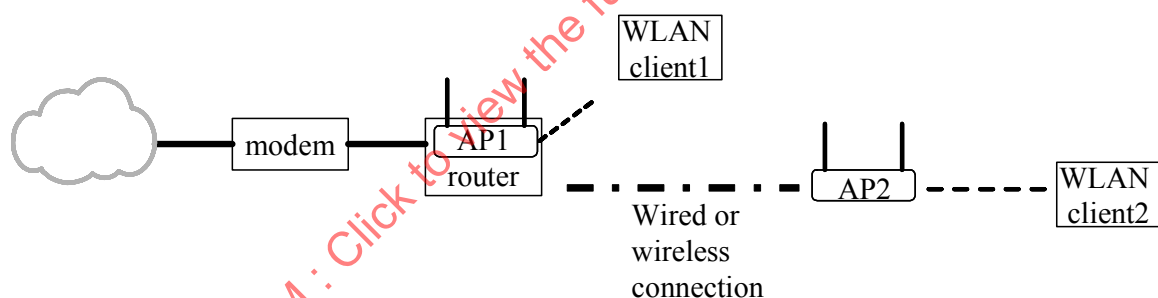 WLAN
client1
modem
AP1
router
Wired or
wireless
connection
AP2
WLAN
client2
: Click to view the